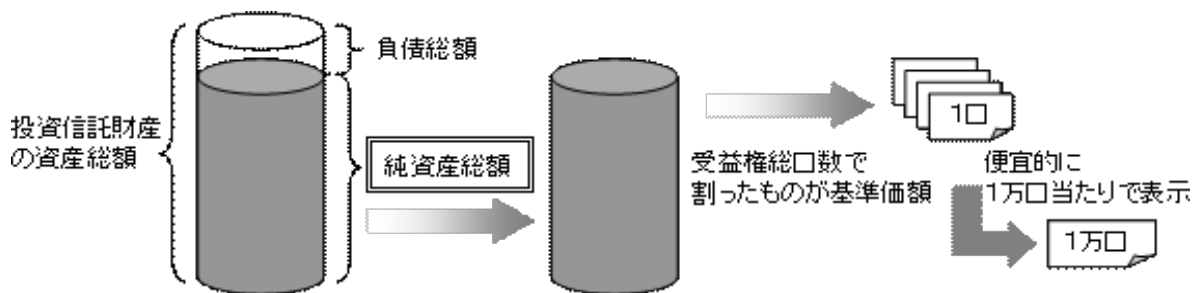 負債総額
投資信託財産
の資産総額
純資産総額
受益権総口数で
割ったものが基準価額
1口
便宜的に
1万口当たりで表示
1万口